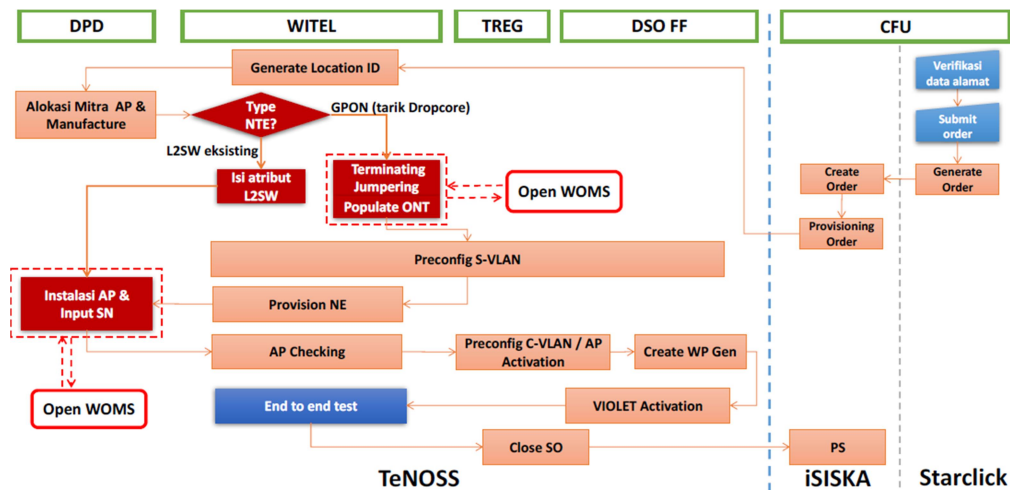 DPD
WITEL
TREG
DSO FF
CFU
Generate Location ID
Verifikasi
data alamat
Alokasi Mitra AP &
Manufacture
Type
NTE?
GPON (tarik Dropcore)
Submit
order
L2SW eksisting
Isi atribut
L2SW
Terminating
Jumpering
Populate ONT
Open WOMS
Create
Order
Generate Order
Provisioning
Order
Preconfig S-VLAN
Instalasi AP &
Input SN
Provision NE
AP Checking
Preconfig C-VLAN / AP
Activation
Create WP Gen
Open WOMS
End to end test
VIOLET Activation
Close SO
PS
TeNOSS
iSISKA
Starclick